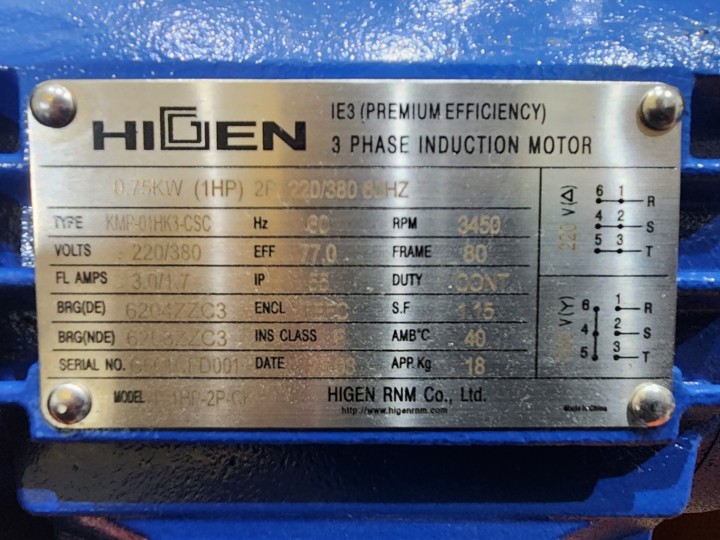 HIGEN
IE3 (PREMIUM EFFICIENCY)
3 PHASE INDUCTION MOTOR
0.75KW (1HP) 220/380
TYPE KMP-01HK3-CSC Hz 60 RPM 3450
VOLTS 220/380 EFF 77.0 FRAME 80
FL AMPS 3.0/1.7 IP DUTY CONT
BRG(DE) 6204ZZC3 ENCL S.F 1.15
BRG(NDE) INS CLASS AMB°C 40
SERIAL NO. DATE APP.Kg 18
MODEL
HIGEN RNM Co., Ltd.
http://www.higenrnm.com
Made in China
220 V(Δ)
6 1 R
4 2 S
5 3 T
V(Y)
6 1 R
4 2 S
5 3 T